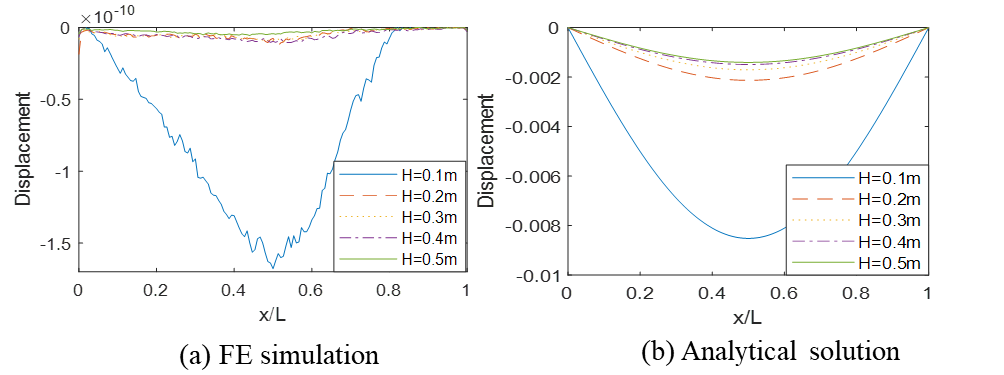 ×10⁻¹⁰
0
-0.5
-1
-1.5
Displacement
0 0.2 0.4 0.6 0.8 1
x/L
H=0.1m
H=0.2m
H=0.3m
H=0.4m
H=0.5m
(a) FE simulation
0
-0.002
-0.004
-0.006
-0.008
-0.01
Displacement
0 0.2 0.4 0.6 0.8 1
x/L
H=0.1m
H=0.2m
H=0.3m
H=0.4m
H=0.5m
(b) Analytical solution